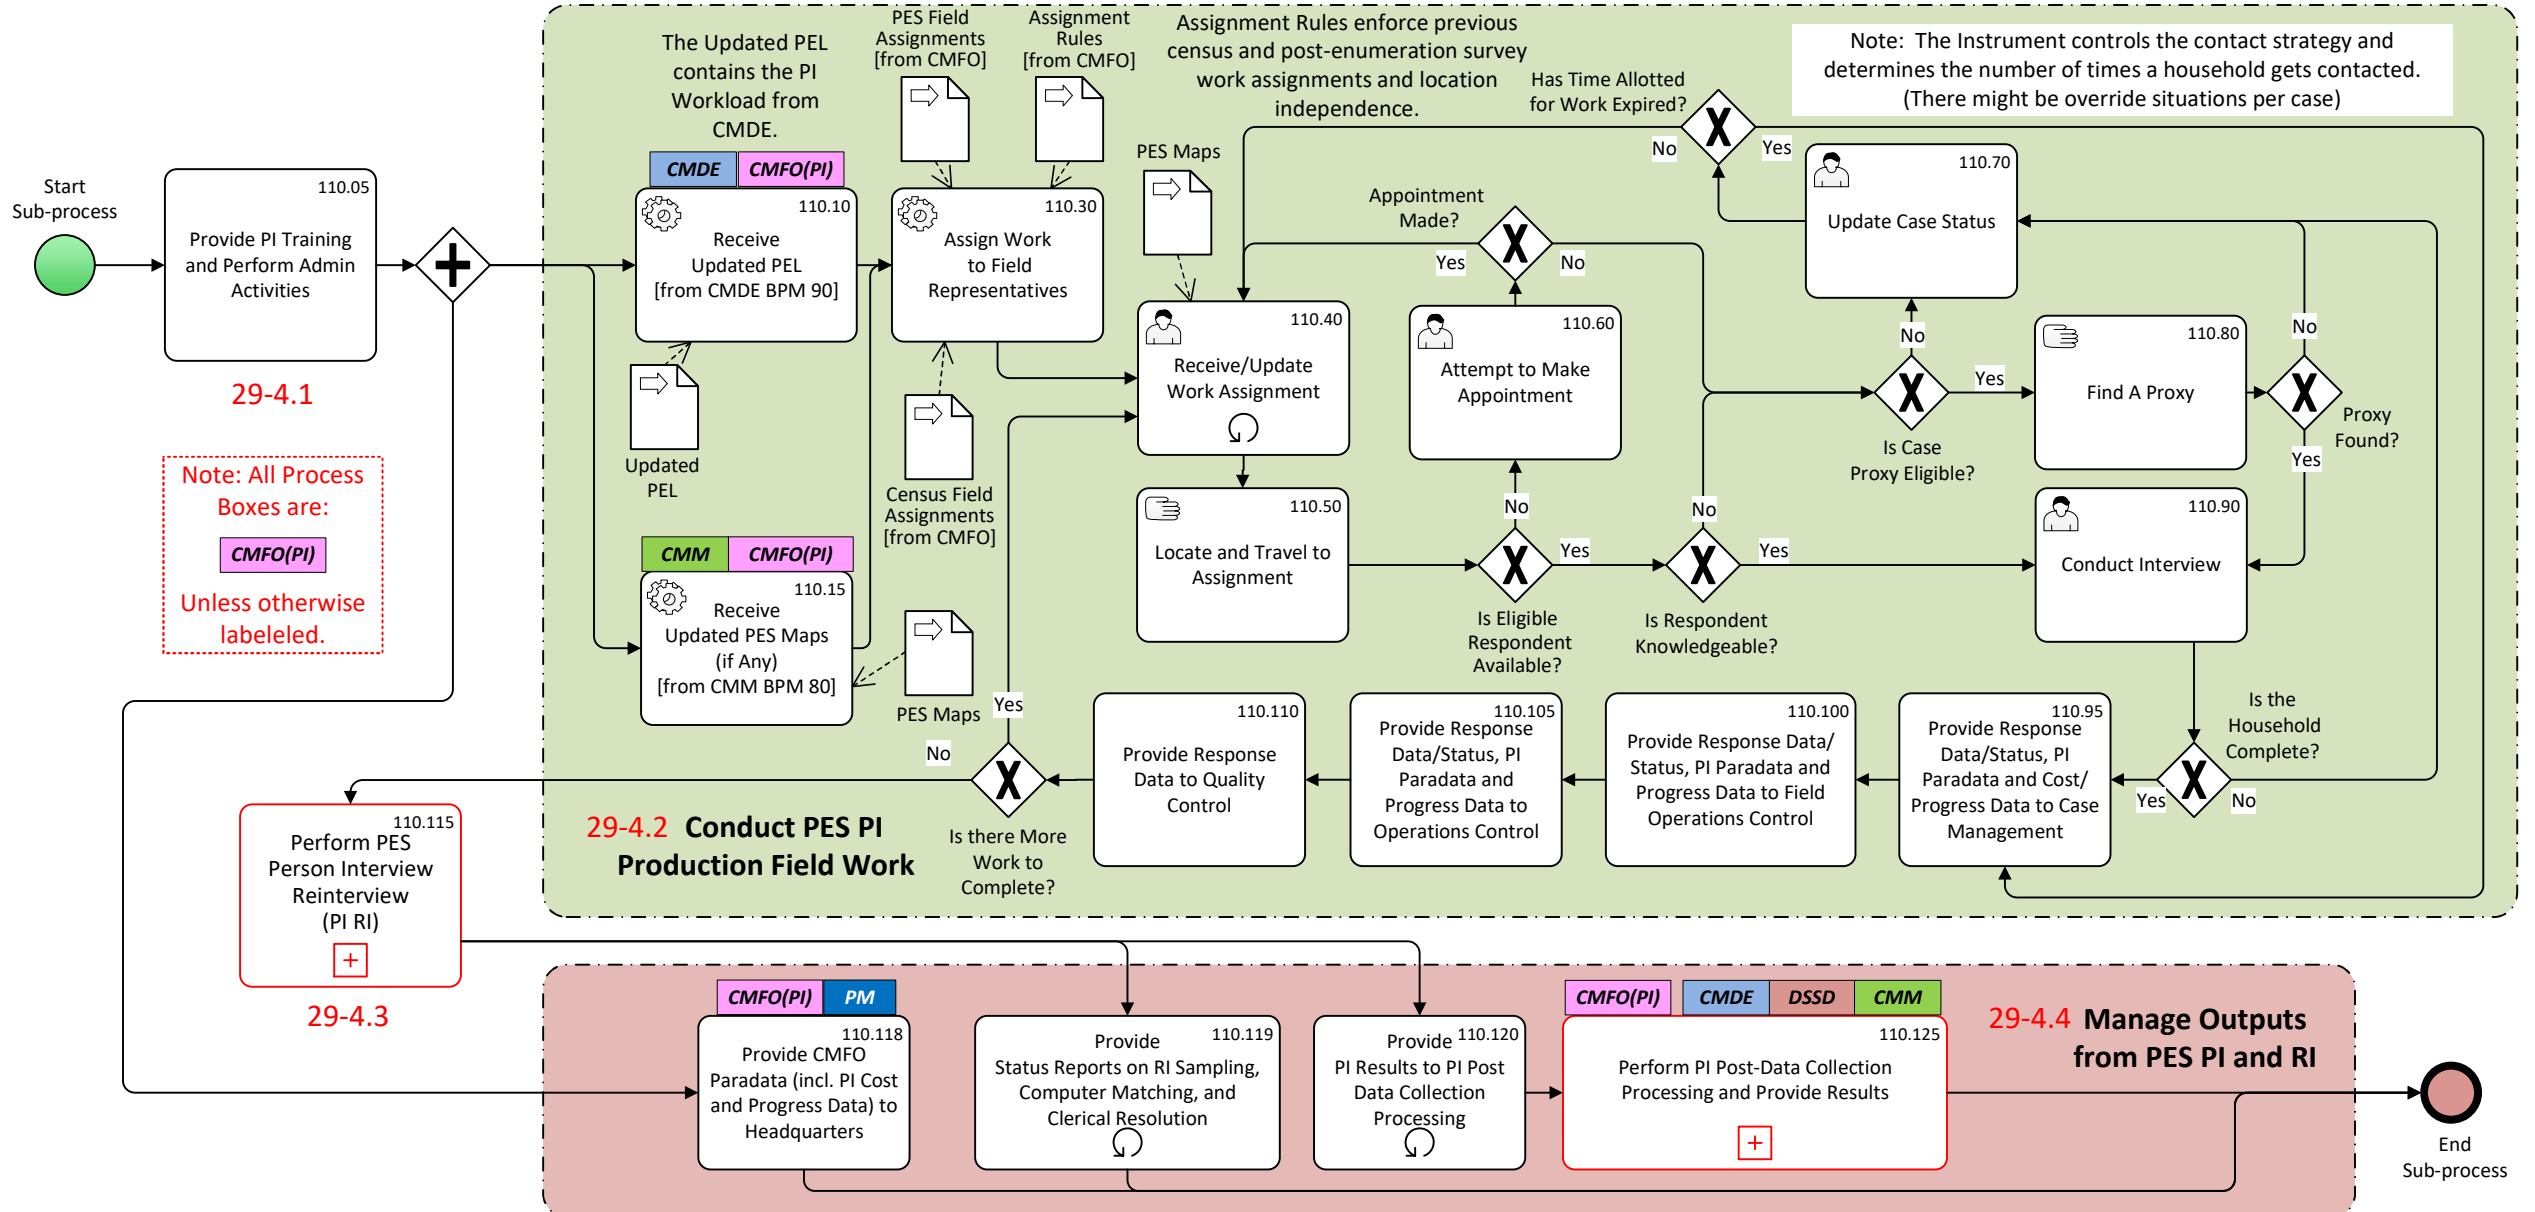 Start
Sub-process
110.05
Provide PI Training
and Perform Admin
Activities
29-4.1
Note: All Process
Boxes are:
CMFO(PI)
Unless otherwise
labeleled.
The Updated PEL
contains the PI
Workload from
CMDE.
CMDE
CMFO(PI)
110.10
Receive
Updated PEL
[from CMDE BPM 90]
Updated
PEL
CMM
CMFO(PI)
110.15
Receive
Updated PES Maps
(if Any)
[from CMM BPM 80]
PES Maps
PES Field
Assignments
[from CMFO]
Assignment
Rules
[from CMFO]
110.30
Assign Work
to Field
Representatives
Census Field
Assignments
[from CMFO]
Assignment Rules enforce previous
census and post-enumeration survey
work assignments and location
independence.
PES Maps
110.40
Receive/Update
Work Assignment
110.50
Locate and Travel to
Assignment
Is Eligible
Respondent
Available?
No
Yes
110.60
Attempt to Make
Appointment
Appointment
Made?
Yes
No
Is Respondent
Knowledgeable?
No
Yes
Has Time Allotted
for Work Expired?
No
Yes
Note: The Instrument controls the contact strategy and
determines the number of times a household gets contacted.
(There might be override situations per case)
110.70
Update Case Status
No
Is Case
Proxy Eligible?
Yes
110.80
Find A Proxy
No
Proxy
Found?
Yes
110.90
Conduct Interview
Is the
Household
Complete?
Yes
No
110.95
Provide Response
Data/Status, PI
Paradata and Cost/
Progress Data to Case
Management
110.100
Provide Response Data/
Status, PI Paradata and
Progress Data to Field
Operations Control
110.105
Provide Response
Data/Status, PI
Paradata and
Progress Data to
Operations Control
110.110
Provide Response
Data to Quality
Control
Yes
No
Is there More
Work to
Complete?
29-4.2 Conduct PES PI
Production Field Work
110.115
Perform PES
Person Interview
Reinterview
(PI RI)
29-4.3
CMFO(PI)
PM
110.118
Provide CMFO
Paradata (incl. PI Cost
and Progress Data) to
Headquarters
110.119
Provide
Status Reports on RI Sampling,
Computer Matching, and
Clerical Resolution
110.120
Provide
PI Results to PI Post
Data Collection
Processing
CMFO(PI)
CMDE
DSSD
CMM
110.125
Perform PI Post-Data Collection
Processing and Provide Results
29-4.4 Manage Outputs
from PES PI and RI
End
Sub-process